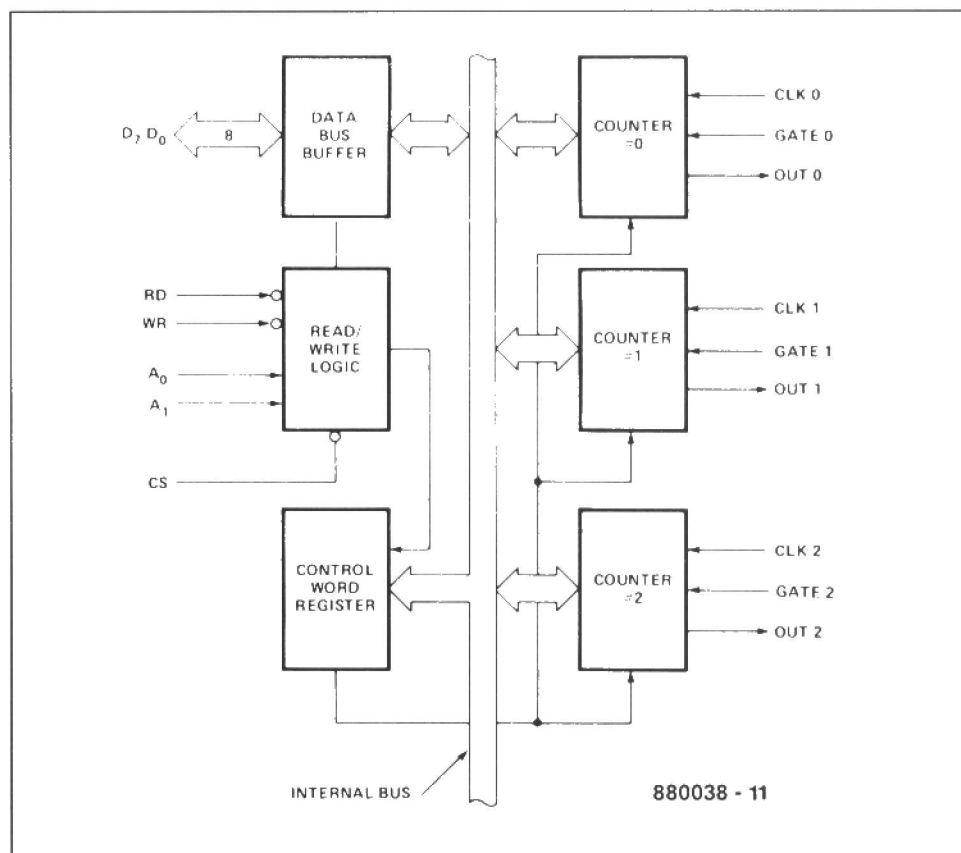 D7 D0
8
DATA
BUS
BUFFER
RD
WR
A0
A1
CS
READ/
WRITE
LOGIC
CONTROL
WORD
REGISTER
INTERNAL BUS
COUNTER
=0
CLK 0
GATE 0
OUT 0
COUNTER
=1
CLK 1
GATE 1
OUT 1
COUNTER
=2
CLK 2
GATE 2
OUT 2
880038 - 11